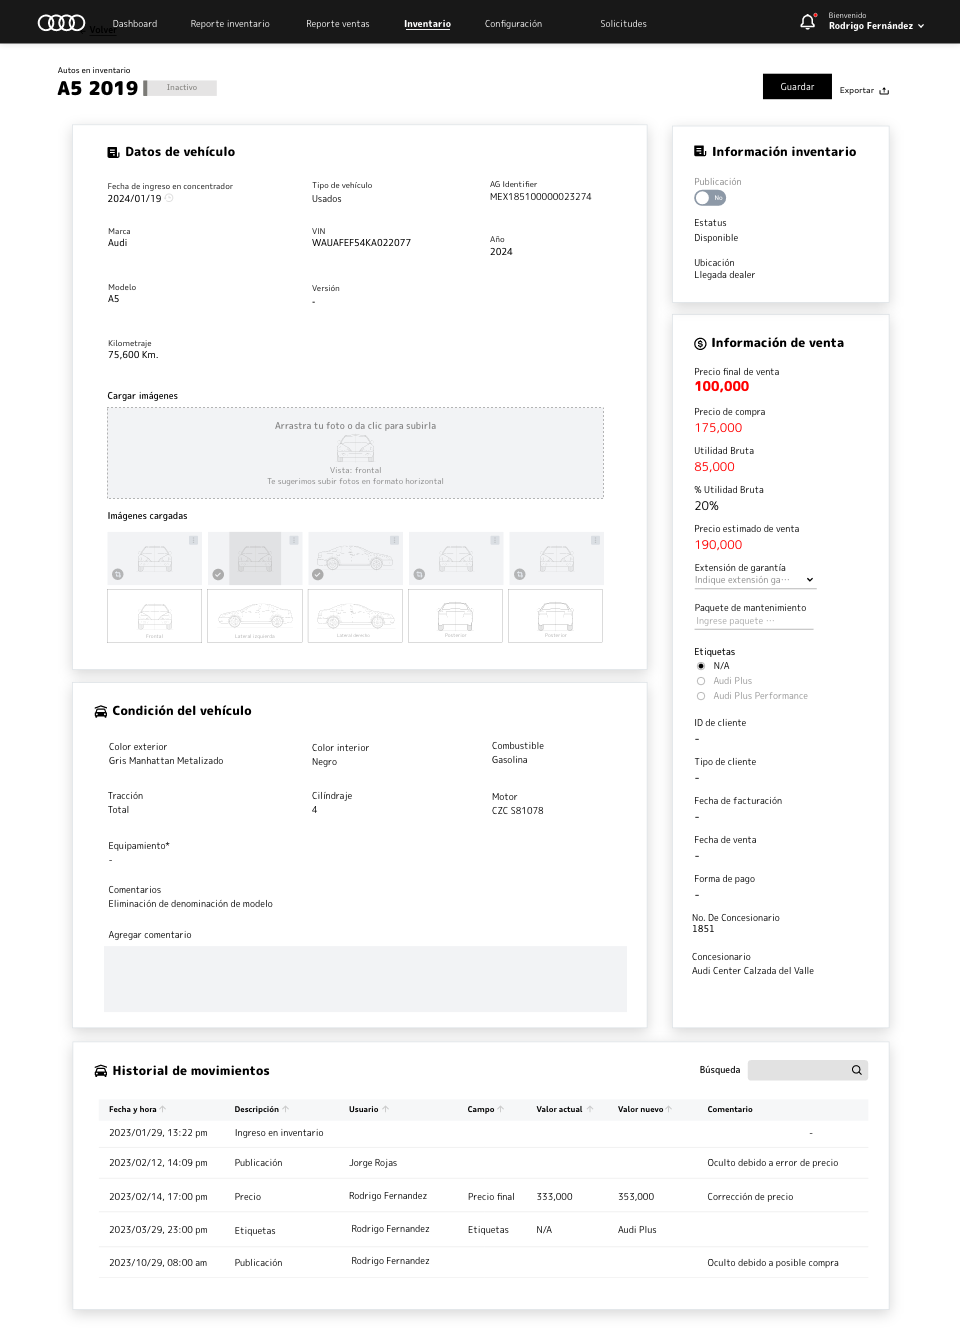 Volver
Dashboard
Reporte inventario
Reporte ventas
Inventario
Configuración
Solicitudes
Bienvenido
Rodrigo Fernández
Autos en inventario
A5 2019
Inactivo
Guardar
Exportar
Datos de vehículo
Fecha de ingreso en concentrador
2024/01/19
Tipo de vehículo
Usados
AG Identifier
MEX185100000023274
Marca
Audi
VIN
WAUAFEF54KA022077
Año
2024
Modelo
A5
Versión
-
Kilometraje
75,600 Km.
Cargar imágenes
Arrastra tu foto o da clic para subirla
Vista: frontal
Te sugerimos subir fotos en formato horizontal
Imágenes cargadas
Frontal
Lateral izquierdo
Lateral derecho
Posterior
Posterior
Información inventario
Publicación
No
Estatus
Disponible
Ubicación
Llegada dealer
Información de venta
Precio final de venta
100,000
Precio de compra
175,000
Utilidad Bruta
85,000
% Utilidad Bruta
20%
Precio estimado de venta
190,000
Extensión de garantía
Indique extensión ga···
Paquete de mantenimiento
Ingrese paquete ···
Etiquetas
N/A
Audi Plus
Audi Plus Performance
ID de cliente
-
Tipo de cliente
-
Fecha de facturación
-
Fecha de venta
-
Forma de pago
-
No. De Concesionario
1851
Concesionario
Audi Center Calzada del Valle
Condición del vehículo
Color exterior
Gris Manhattan Metalizado
Color interior
Negro
Combustible
Gasolina
Tracción
Total
Cilíndraje
4
Motor
CZC S81078
Equipamiento*
-
Comentarios
Eliminación de denominación de modelo
Agregar comentario
Historial de movimientos
Búsqueda
Fecha y hora Descripción Usuario Campo Valor actual Valor nuevo Comentario
2023/01/29, 13:22 pm Ingreso en inventario -
2023/02/12, 14:09 pm Publicación Jorge Rojas Oculto debido a error de precio
2023/02/14, 17:00 pm Precio Rodrigo Fernandez Precio final 333,000 353,000 Corrección de precio
2023/03/29, 23:00 pm Etiquetas Rodrigo Fernandez Etiquetas N/A Audi Plus
2023/10/29, 08:00 am Publicación Rodrigo Fernandez Oculto debido a posible compra